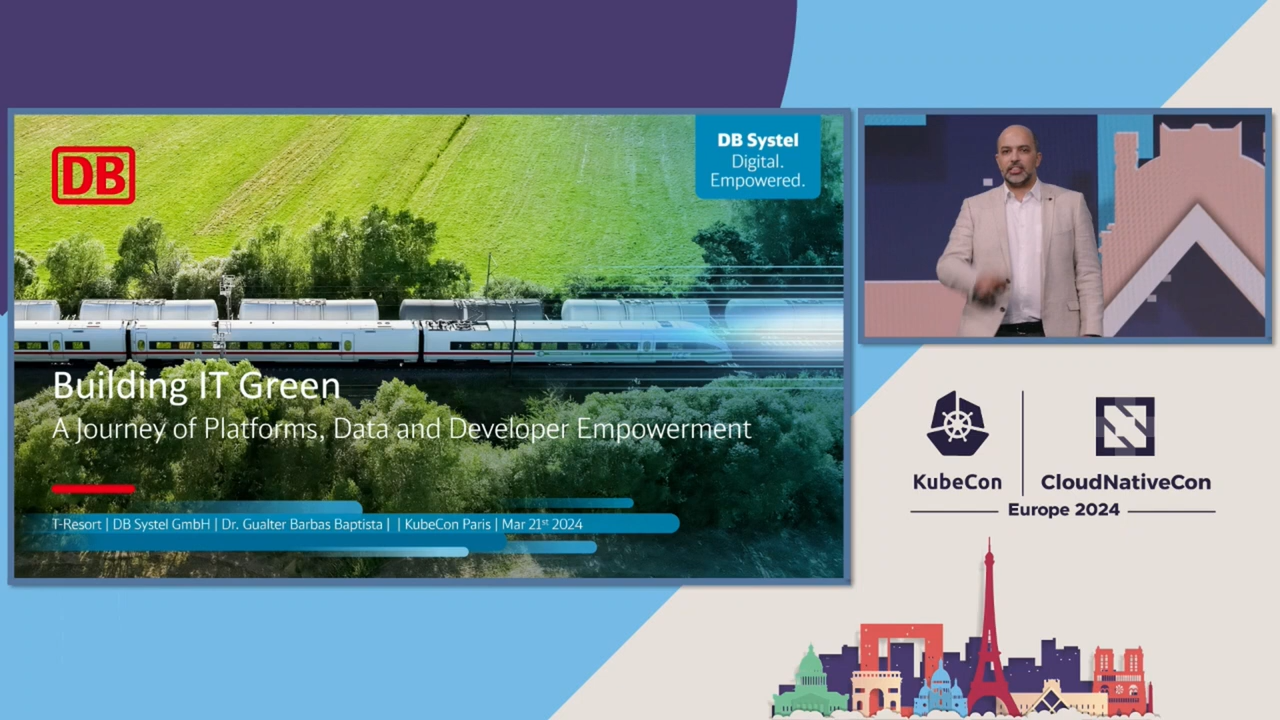 DB
DB Systel
Digital.
Empowered.
Building IT Green
A Journey of Platforms, Data and Developer Empowerment
T-Resort | DB Systel GmbH | Dr. Gualter Barbas Baptista | | KubeCon Paris | Mar 21st 2024
KubeCon
CloudNativeCon
Europe 2024